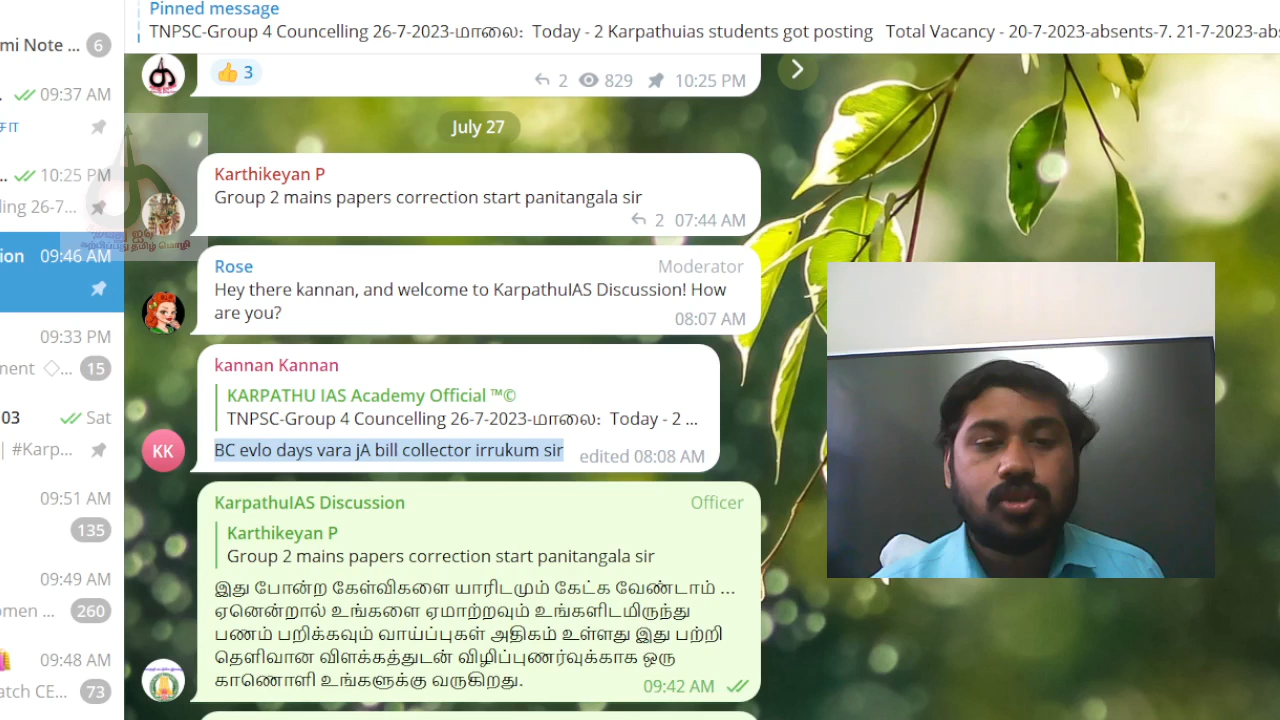 Pinned message
TNPSC-Group 4 Councelling 26-7-2023-மாலை: Today - 2 Karpathuias students got posting Total Vacancy - 20-7-2023-absents-7. 21-7-2023-abs
mi Note ... 6
09:37 AM
10:25 PM
ling 26-7...
ion 09:46 AM
09:33 PM
ment ◇... 15
03 Sat
| #Karp...
09:51 AM
135
09:49 AM
omen ... 260
09:48 AM
atch CE... 73
👍 3
2 829 10:25 PM
July 27
Karthikeyan P
Group 2 mains papers correction start panitangala sir
2 07:44 AM
Rose Moderator
Hey there kannan, and welcome to KarpathuIAS Discussion! How
are you?
08:07 AM
kannan Kannan
KARPATHU IAS Academy Official ™©
TNPSC-Group 4 Councelling 26-7-2023-மாலை: Today - 2 ...
KK
BC evlo days vara jA bill collector irrukum sir edited 08:08 AM
KarpathuIAS Discussion Officer
Karthikeyan P
Group 2 mains papers correction start panitangala sir
இது போன்ற கேள்விகளை யாரிடமும் கேட்க வேண்டாம் ...
ஏனென்றால் உங்களை ஏமாற்றவும் உங்களிடமிருந்து
பணம் பறிக்கவும் வாய்ப்புகள் அதிகம் உள்ளது இது பற்றி
தெளிவான விளக்கத்துடன் விழிப்புணர்வுக்காக ஒரு
காணொளி உங்களுக்கு வருகிறது.
09:42 AM